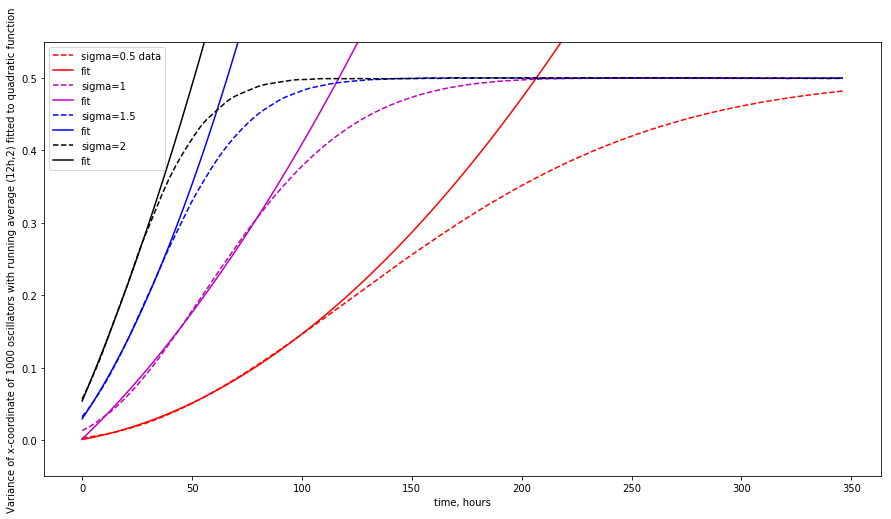 Variance of x-coordinate of 1000 oscillators with running average (12h,2) fitted to quadratic function
0.5
0.4
0.3
0.2
0.1
0.0
sigma=0.5 data
fit
sigma=1
fit
sigma=1.5
fit
sigma=2
fit
0 50 100 150 200 250 300 350
time, hours